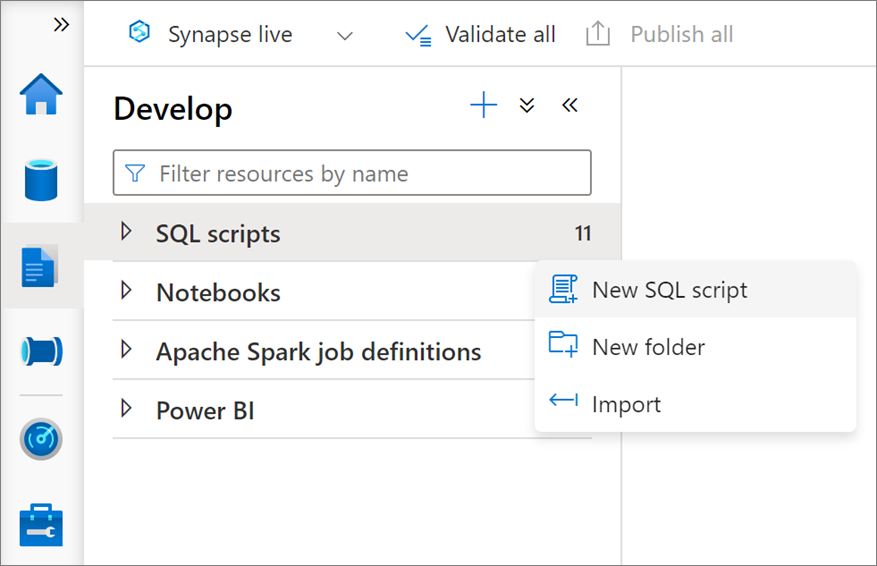 Synapse live
Validate all
Publish all
Develop
Filter resources by name
SQL scripts 11
New SQL script
Notebooks
New folder
Apache Spark job definitions
Import
Power BI